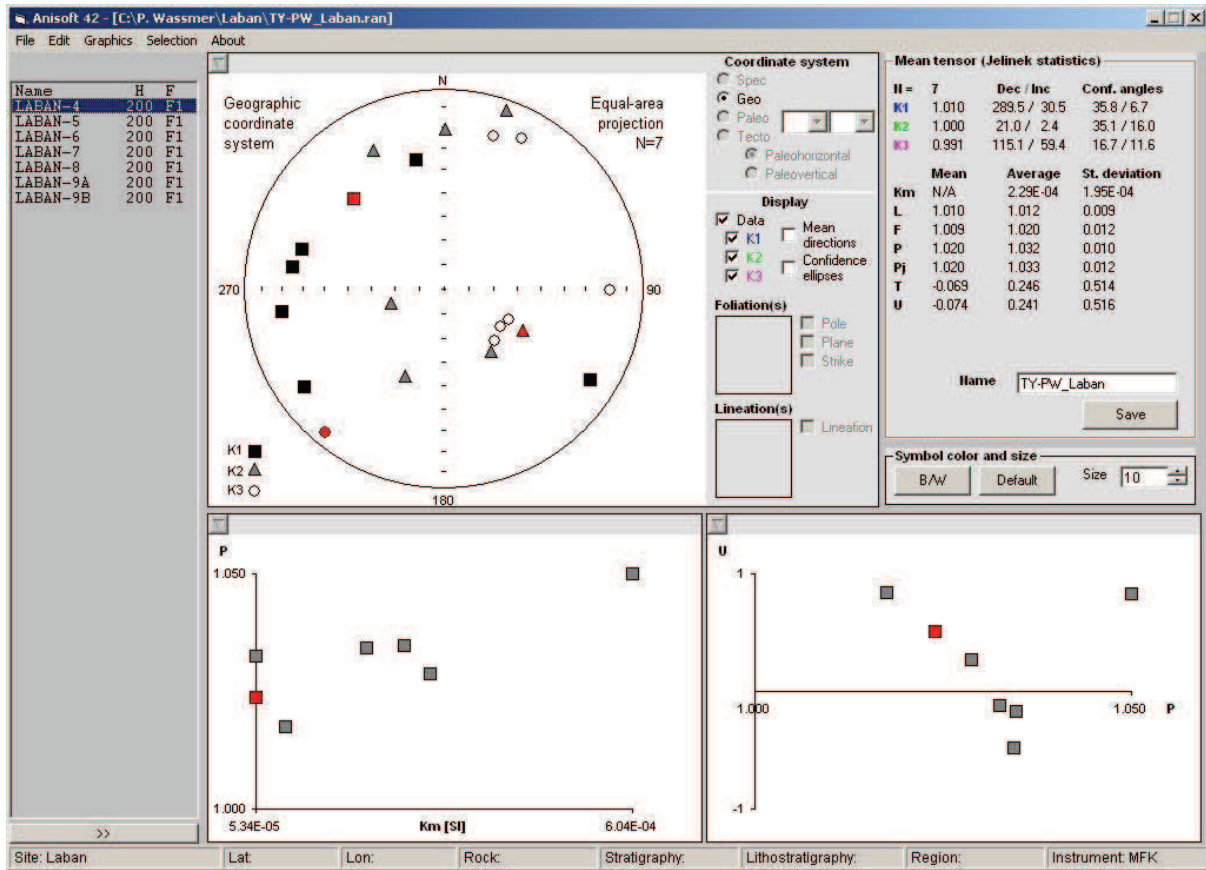 Anisoft 42 - [C:\P. Wassmer\Laban\TY-PW_Laban.ran]
File Edit Graphics Selection About
Name H F
LABAN-4 200 F1
LABAN-5 200 F1
LABAN-6 200 F1
LABAN-7 200 F1
LABAN-8 200 F1
LABAN-9A 200 F1
LABAN-9B 200 F1
>>
Geographic
coordinate
system
N
Equal-area
projection
N=7
270
90
180
K1
K2
K3
Coordinate system
Spec
Geo
Paleo
Tecto
Paleohorizontal
Paleovertical
Display
Data
K1
K2
K3
Mean
directions
Confidence
ellipses
Foliation(s)
Pole
Plane
Strike
Lineation(s)
Lineation
Mean tensor (Jelinek statistics)
N = 7 Dec / Inc Conf. angles
K1 1.010 289.5 / 30.5 35.8 / 6.7
K2 1.000 21.0 / 2.4 35.1 / 16.0
K3 0.991 115.1 / 59.4 16.7 / 11.6
Mean Average St. deviation
Km N/A 2.29E-04 1.95E-04
L 1.010 1.012 0.009
F 1.009 1.020 0.012
P 1.020 1.032 0.010
Pj 1.020 1.033 0.012
T -0.069 0.246 0.514
U -0.074 0.241 0.516
Name TY-PW_Laban
Save
Symbol color and size
B/W Default Size 10
P
1.050
1.000
5.34E-05 Km [SI] 6.04E-04
U
1
1.000 1.050 P
-1
Site: Laban Lat: Lon: Rock: Stratigraphy: Lithostratigraphy: Region: Instrument: MFK